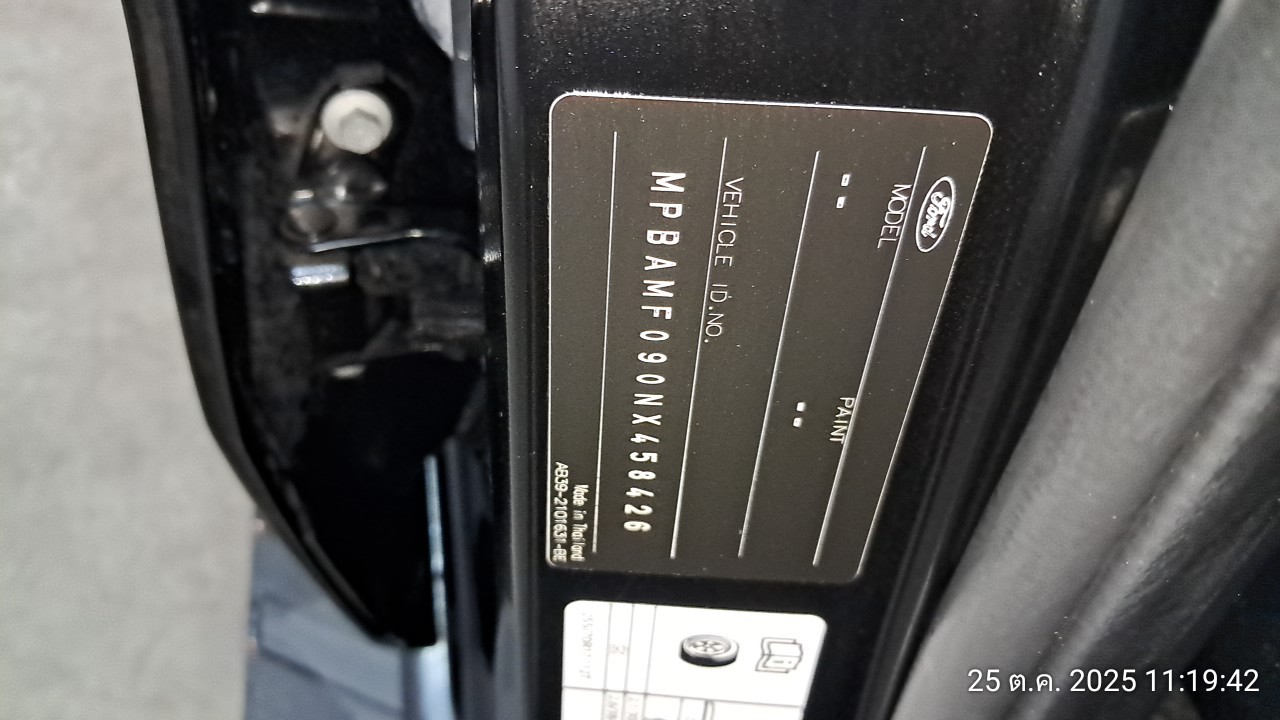 Ford
MODEL
PAINT
--
--
VEHICLE ID.NO.
MPBAMF090NX458426
Made in Thailand
AB39-2101631-BE
25 ต.ค. 2025 11:19:42